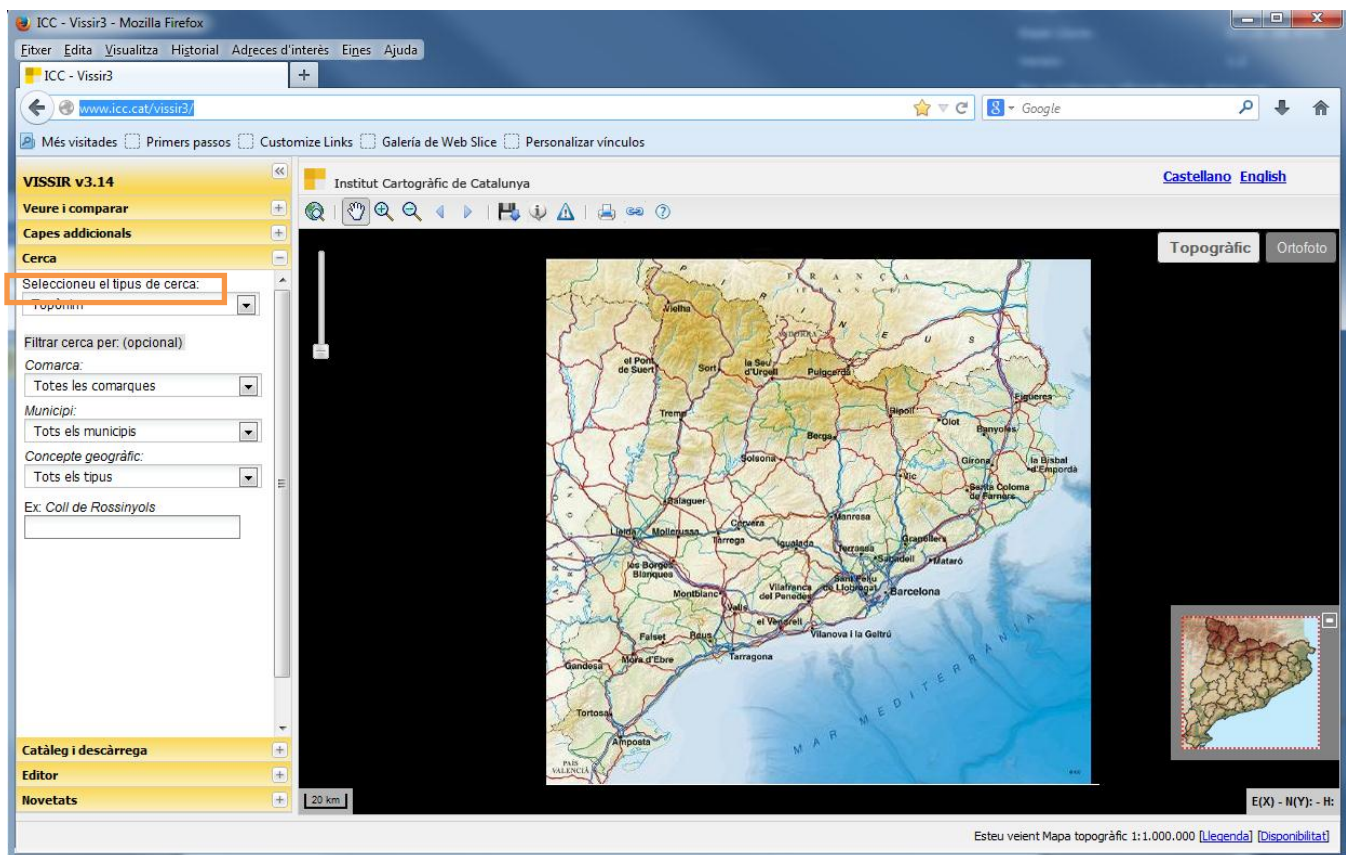 ICC - Vissir3 - Mozilla Firefox
Fitxer Edita Visualitza Historial Adreces d'interès Eines Ajuda
ICC - Vissir3
www.icc.cat/vissir3/
Google
Més visitades Primers passos Customize Links Galería de Web Slice Personalizar vínculos
VISSIR v3.14
Veure i comparar
Capes addicionals
Cerca
Seleccioneu el tipus de cerca:
Topònim
Filtrar cerca per: (opcional)
Comarca:
Totes les comarques
Municipi:
Tots els municipis
Concepte geogràfic:
Tots els tipus
Ex: Coll de Rossinyols
Catàleg i descàrrega
Editor
Novetats
Institut Cartogràfic de Catalunya
Castellano English
Topogràfic Ortofoto
FRANÇA
PIRINEUS
ANDORRA
Vielha
el Pont de Suert
Sort
la Seu d'Urgell
Puigcerdà
Figueres
Tremp
Ripoll
Olot
Banyoles
Berga
Solsona
Girona
la Bisbal d'Empordà
Vic
Santa Coloma de Farners
Balaguer
Manresa
Lleida
Mollerussa
Cervera
Tàrrega
Igualada
Terrassa
Granollers
Sabadell
Mataró
les Borges Blanques
Sant Feliu de Llobregat
Barcelona
Montblanc
Vilafranca del Penedès
Valls
el Vendrell
Vilanova i la Geltrú
Falset
Reus
Móra d'Ebre
Tarragona
Gandesa
Tortosa
Amposta
PAÍS VALENCIÀ
MAR MEDITERRÀNIA
20 km
E(X) - N(Y): - H:
Esteu veient Mapa topogràfic 1:1.000.000 [Llegenda] [Disponibilitat]